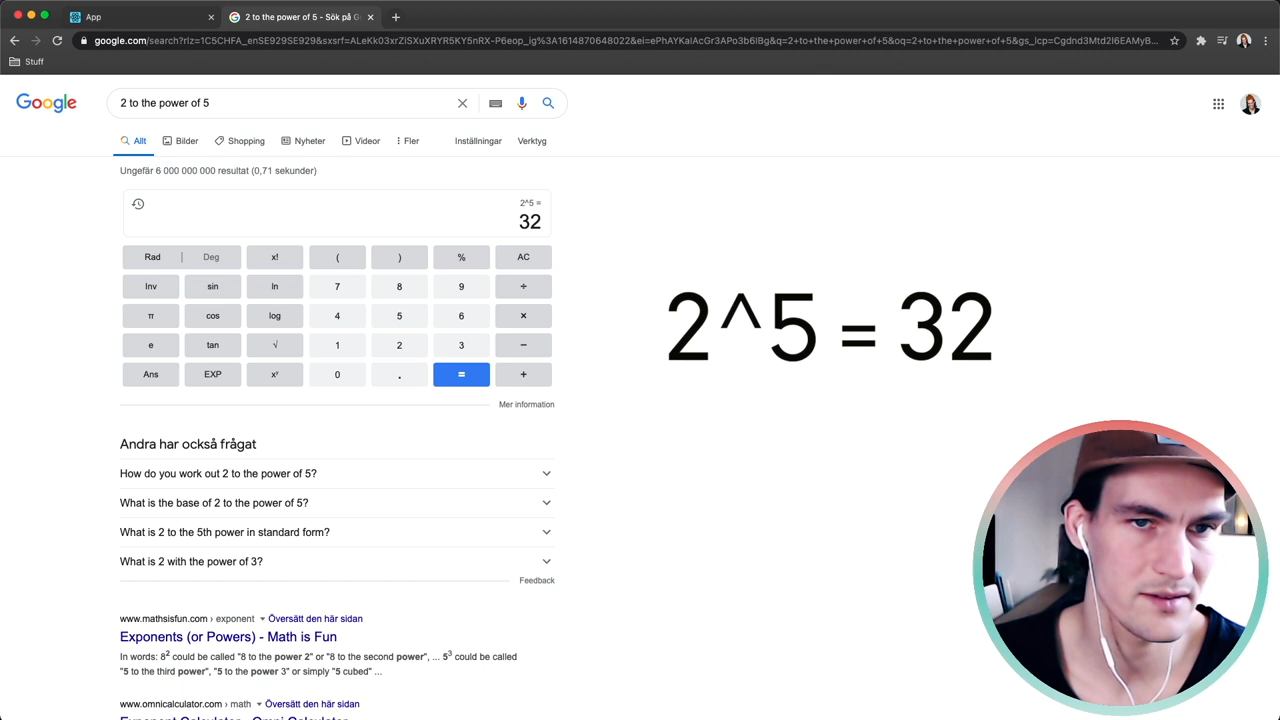 App
2 to the power of 5 - Sök på G
google.com/search?rlz=1C5CHFA_enSE929SE929&sxsrf=ALeKk03xrZISXuXRYR5KY5nRX-P6eop_ig%3A1614870648022&ei=ePhAYKalAcGr3APo3b6IBg&q=2+to+the+power+of+5&oq=2+to+the+power+of+5&gs_lcp=Cgdnd3Mtd2l6EAMyB...
Stuff
Google
2 to the power of 5
Allt Bilder Shopping Nyheter Videor Fler Inställningar Verktyg
Ungefär 6 000 000 000 resultat (0,71 sekunder)
2^5 =
32
Rad | Deg x! ( ) % AC
Inv sin ln 7 8 9 ÷
π cos log 4 5 6 ×
e tan √ 1 2 3 −
Ans EXP xʸ 0 . = +
2^5 = 32
Mer information
Andra har också frågat
How do you work out 2 to the power of 5?
What is the base of 2 to the power of 5?
What is 2 to the 5th power in standard form?
What is 2 with the power of 3?
Feedback
www.mathsisfun.com › exponent Översätt den här sidan
Exponents (or Powers) - Math is Fun
In words: 8² could be called "8 to the power 2" or "8 to the second power", ... 5³ could be called
"5 to the third power", "5 to the power 3" or simply "5 cubed" ...
www.omnicalculator.com › math Översätt den här sidan
Exponent Calculator - Omni Calculator